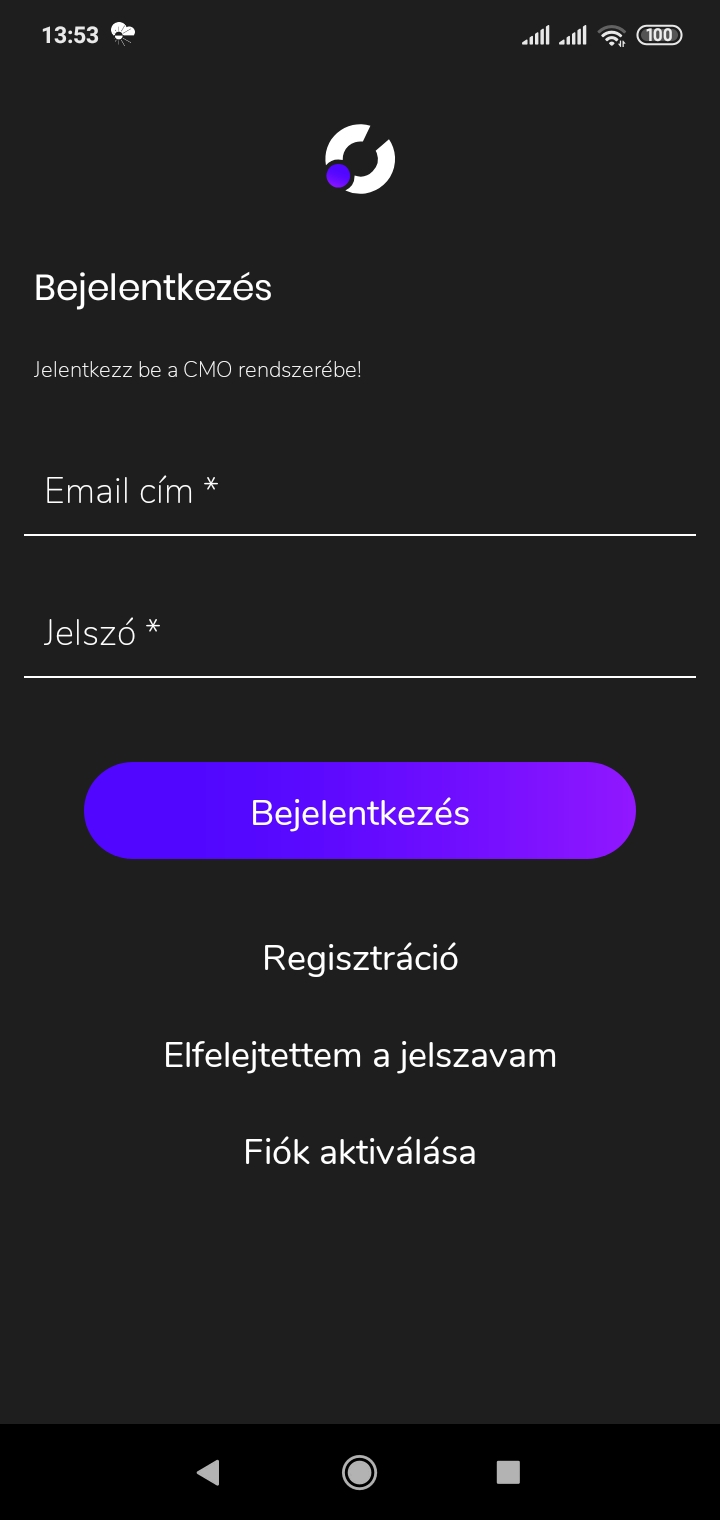 13:53
100
Bejelentkezés
Jelentkezz be a CMO rendszerébe!
Email cím *
Jelszó *
Bejelentkezés
Regisztráció
Elfelejtettem a jelszavam
Fiók aktiválása